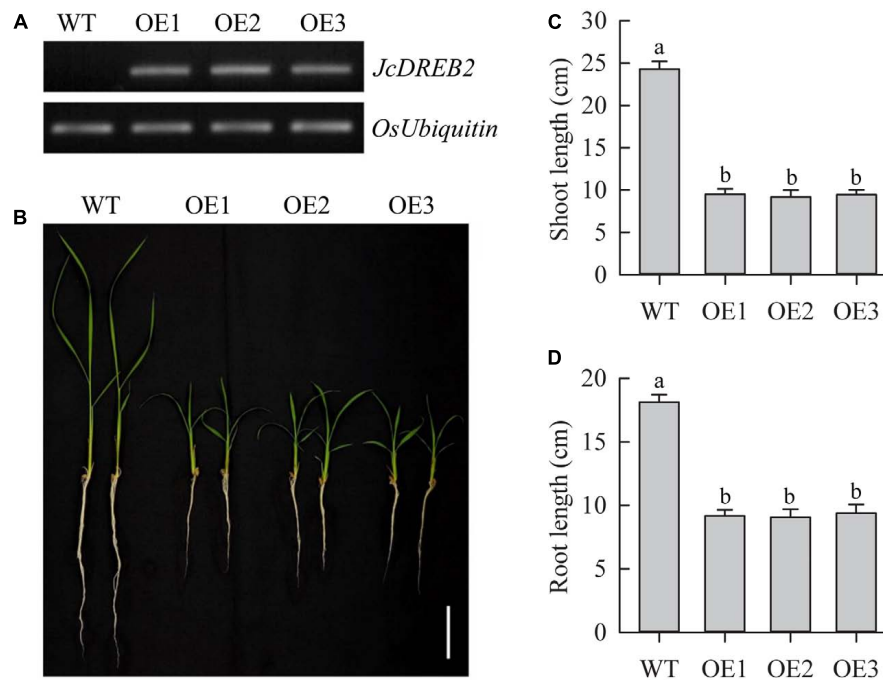 A
WT OE1 OE2 OE3
JcDREB2
OsUbiquitin
B
WT OE1 OE2 OE3
C
Shoot length (cm)
30
25
20
15
10
5
0
a
b
b
b
WT OE1 OE2 OE3
D
Root length (cm)
20
15
10
5
0
a
b
b
b
WT OE1 OE2 OE3